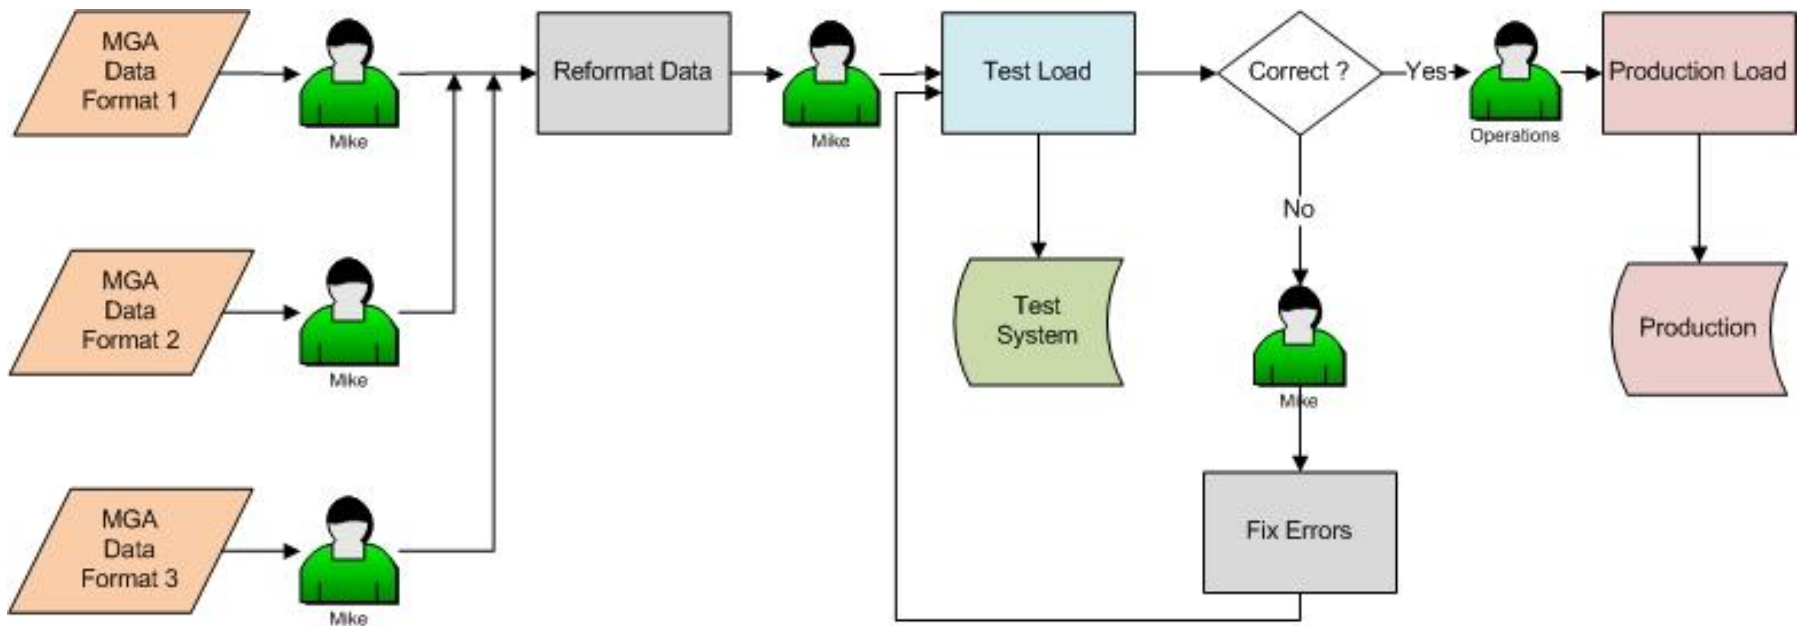 MGA
Data
Format 1
Mike
Reformat Data
Mike
Test Load
Correct ?
Yes
Operations
Production Load
No
MGA
Data
Format 2
Mike
Test
System
Mike
Production
MGA
Data
Format 3
Mike
Fix Errors